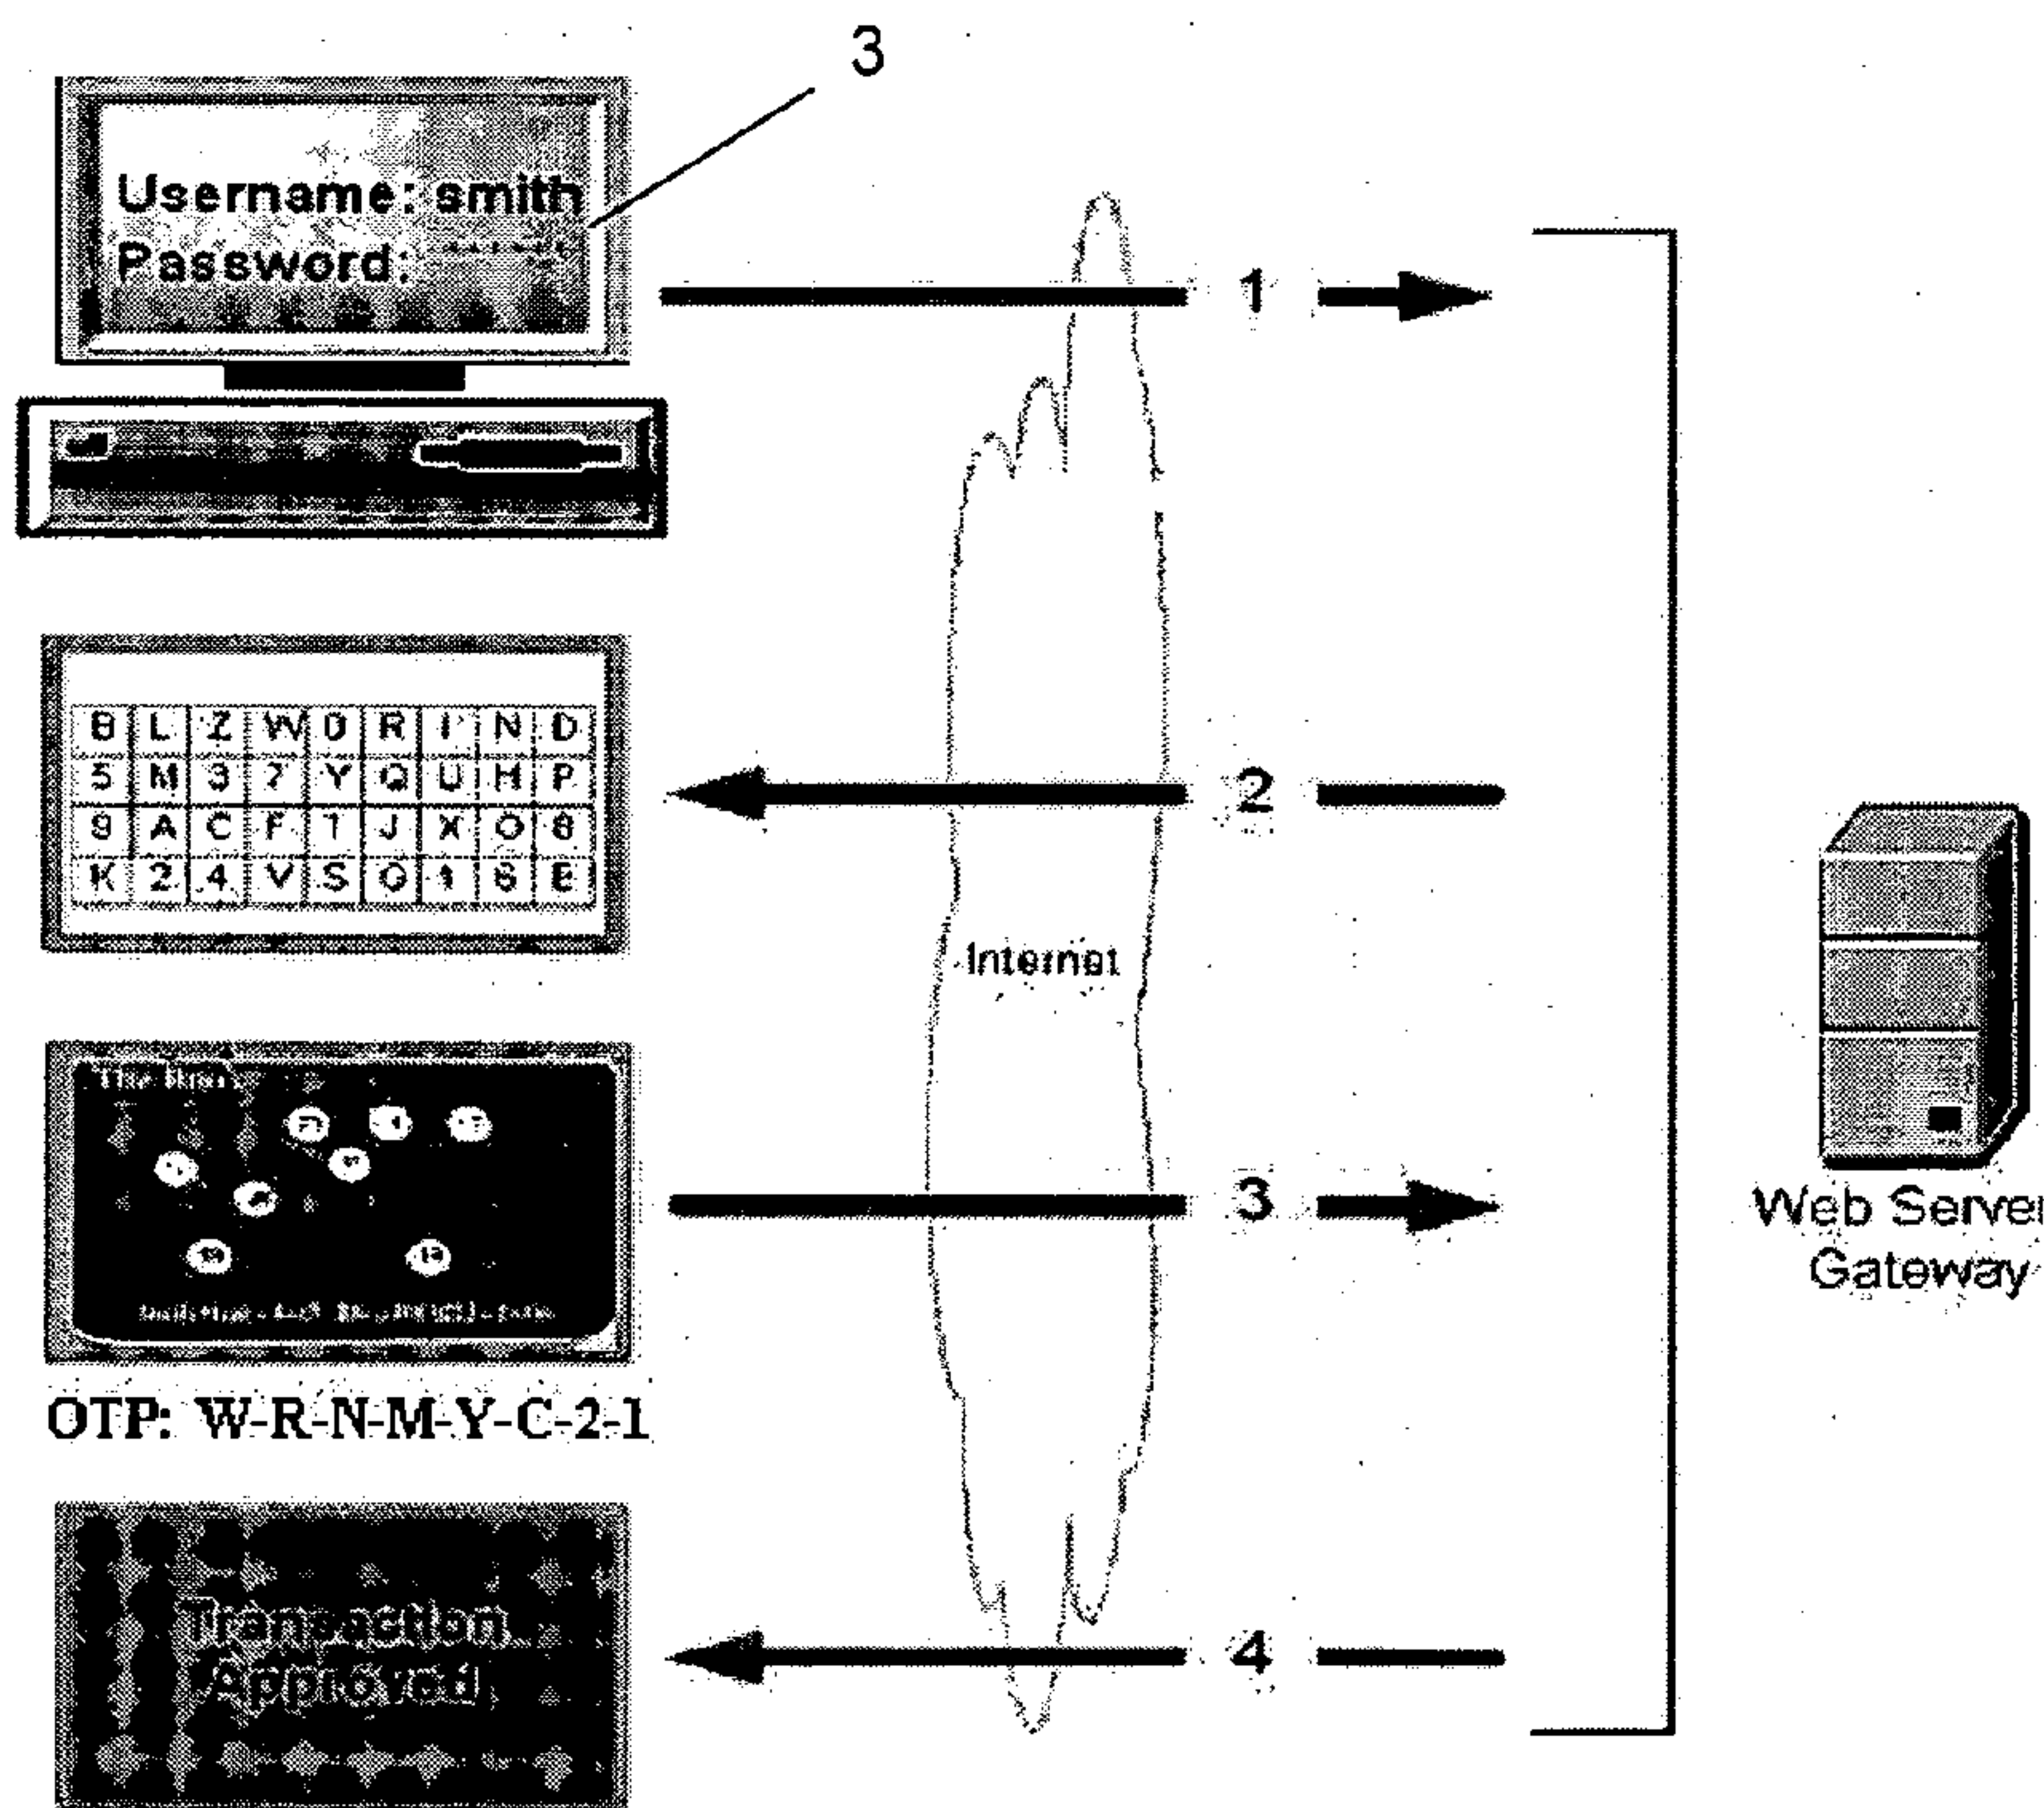 3
Username: smith
Password: *******
1
B L Z W 0 R I N D
5 M 3 7 Y Q U H P
9 A C F T J X O 8
K 2 4 V S G 1 6 E
2
Internet
3
Web Server
Gateway
OTP: W-R-N-M-Y-C-2-1
Transaction
Approved
4